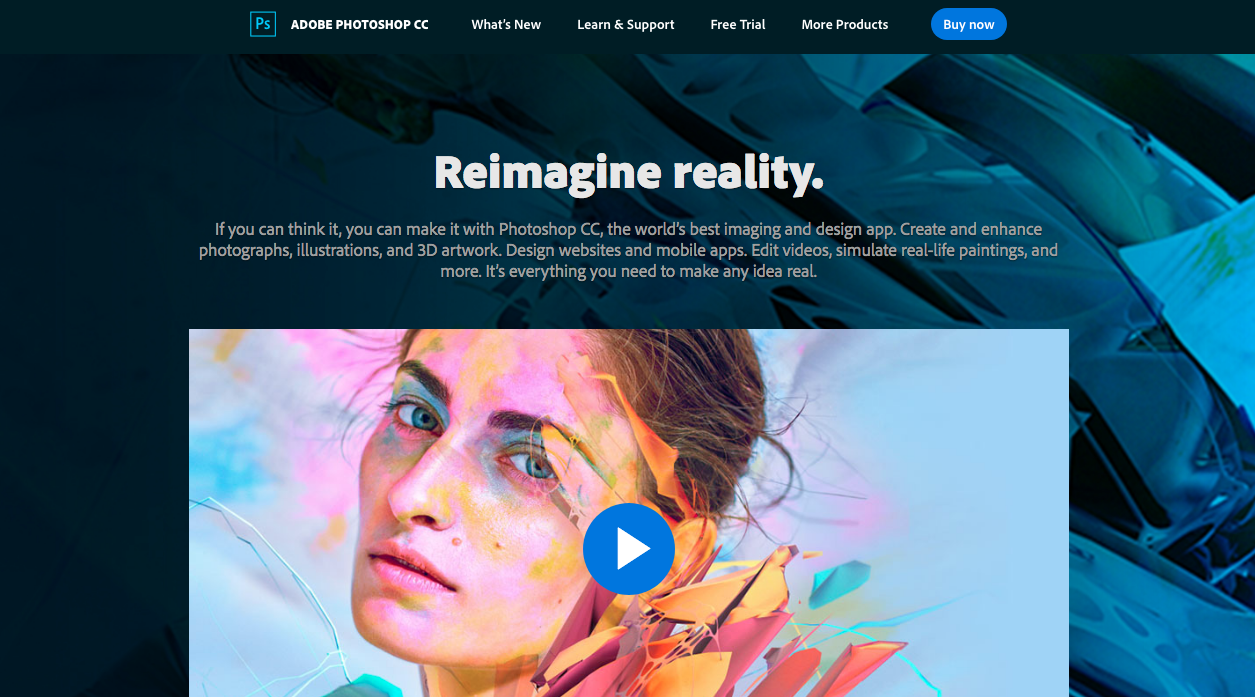 Ps ADOBE PHOTOSHOP CC What's New Learn & Support Free Trial More Products Buy now
Reimagine reality.
If you can think it, you can make it with Photoshop CC, the world's best imaging and design app. Create and enhance
photographs, illustrations, and 3D artwork. Design websites and mobile apps. Edit videos, simulate real-life paintings, and
more. It's everything you need to make any idea real.